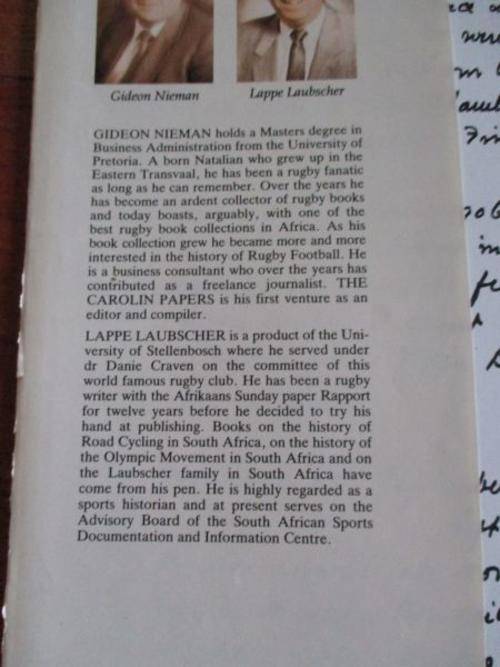 Gideon Nieman
Lappe Laubscher
GIDEON NIEMAN holds a Masters degree in
Business Administration from the University of
Pretoria. A born Natalian who grew up in the
Eastern Transvaal, he has been a rugby fanatic
as long as he can remember. Over the years he
has become an ardent collector of rugby books
and today boasts, arguably, with one of the
best rugby book collections in Africa. As his
book collection grew he became more and more
interested in the history of Rugby Football. He
is a business consultant who over the years has
contributed as a freelance journalist. THE
CAROLIN PAPERS is his first venture as an
editor and compiler.
LAPPE LAUBSCHER is a product of the Uni-
versity of Stellenbosch where he served under
dr Danie Craven on the committee of this
world famous rugby club. He has been a rugby
writer with the Afrikaans Sunday paper Rapport
for twelve years before he decided to try his
hand at publishing. Books on the history of
Road Cycling in South Africa, on the history of
the Olympic Movement in South Africa and on
the Laubscher family in South Africa have
come from his pen. He is highly regarded as a
sports historian and at present serves on the
Advisory Board of the South African Sports
Documentation and Information Centre.